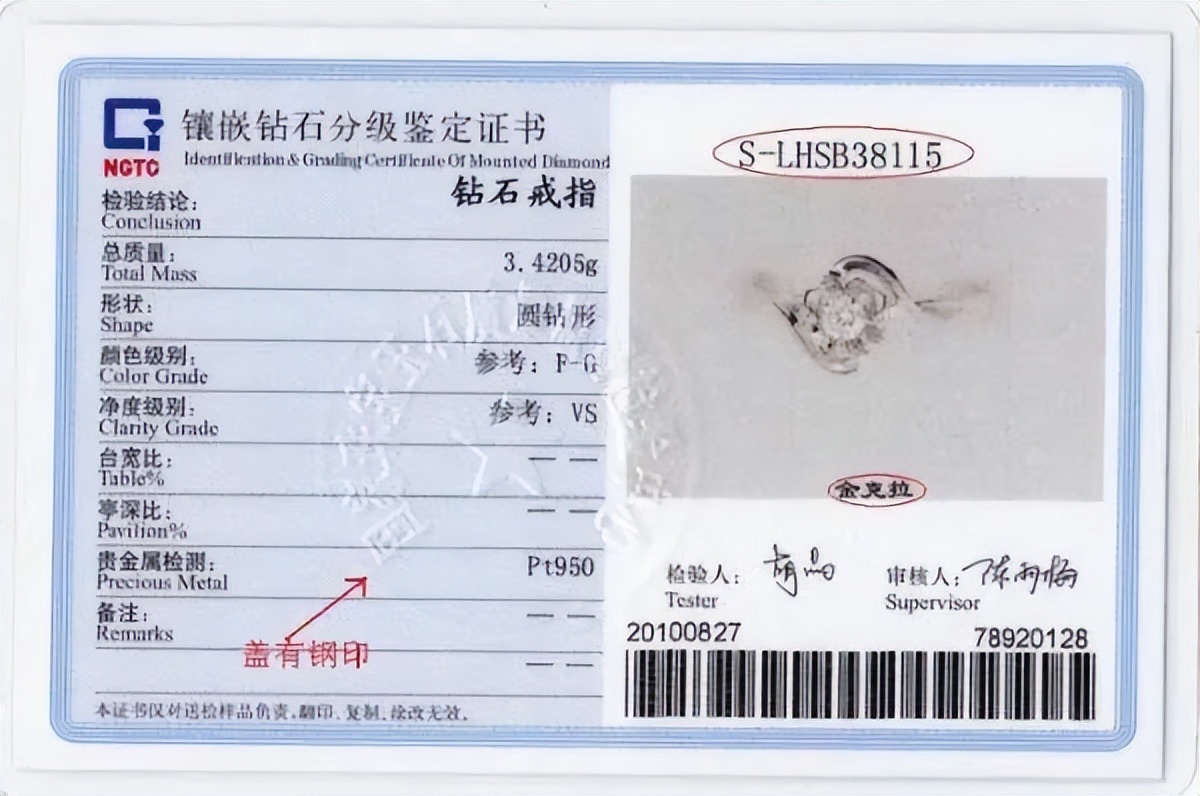 NGTC
镶嵌钻石分级鉴定证书
Identification & Grading Certificate Of Mounted Diamond
检验结论: 钻石戒指
Conclusion
总质量: 3.4205g
Total Mass
形状: 圆钻形
Shape
颜色级别: 参考: F-G
Color Grade
净度级别: 参考: VS
Clarity Grade
台宽比: — —
Table%
亭深比: — —
Pavilion%
贵金属检测: Pt950
Precious Metal
备注: — —
Remarks
— —
盖有钢印
本证书仅对送检样品负责,翻印、复制、涂改无效。
S-LHSB38115
金克拉
检验人:
Tester
审核人:
Supervisor
20100827 78920128